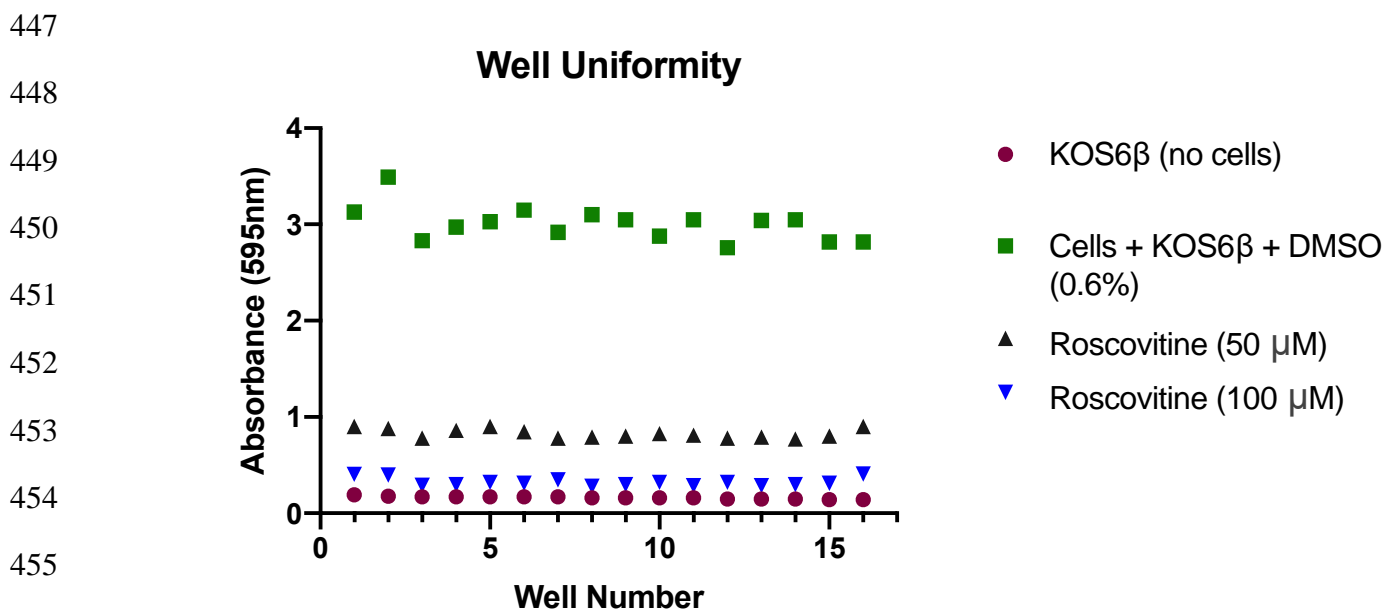 447
Well Uniformity
448
4
449
KOS6β (no cells)
3
450
Cells + KOS6β + DMSO
(0.6%)
451
2
Absorbance (595nm)
452
Roscovitine (50 μM)
Roscovitine (100 μM)
1
453
454
0
0 5 10 15
455
Well Number